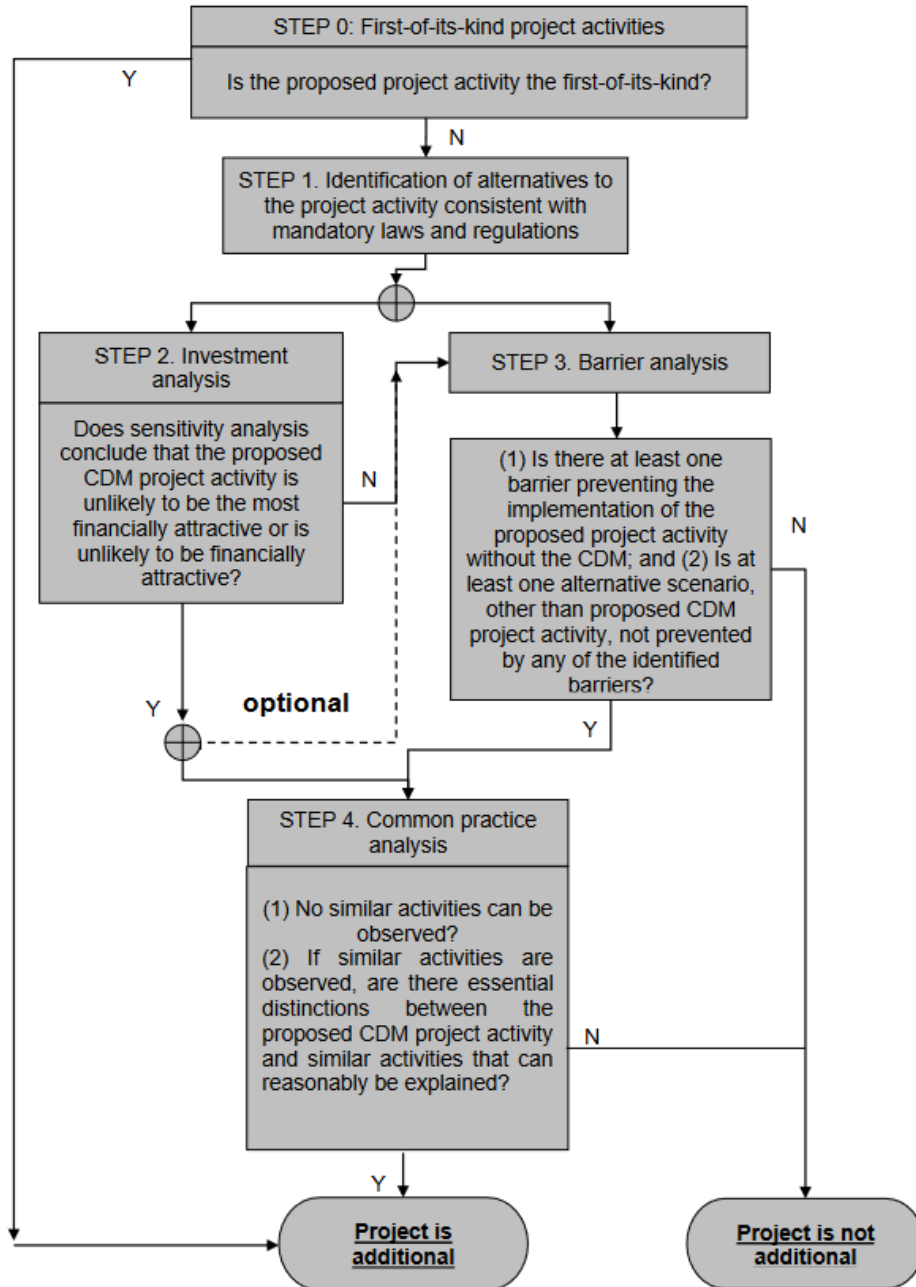 STEP 0: First-of-its-kind project activities
Is the proposed project activity the first-of-its-kind?
Y
N
STEP 1. Identification of alternatives to
the project activity consistent with
mandatory laws and regulations
STEP 2. Investment
analysis
Does sensitivity analysis
conclude that the proposed
CDM project activity is
unlikely to be the most
financially attractive or is
unlikely to be financially
attractive?
N
Y
optional
STEP 3. Barrier analysis
(1) Is there at least one
barrier preventing the
implementation of the
proposed project activity
without the CDM; and (2) Is at
least one alternative scenario,
other than proposed CDM
project activity, not prevented
by any of the identified
barriers?
N
Y
STEP 4. Common practice
analysis
(1) No similar activities can be
observed?
(2) If similar activities are
observed, are there essential
distinctions between the
proposed CDM project activity
and similar activities that can
reasonably be explained?
N
Y
Project is
additional
Project is not
additional